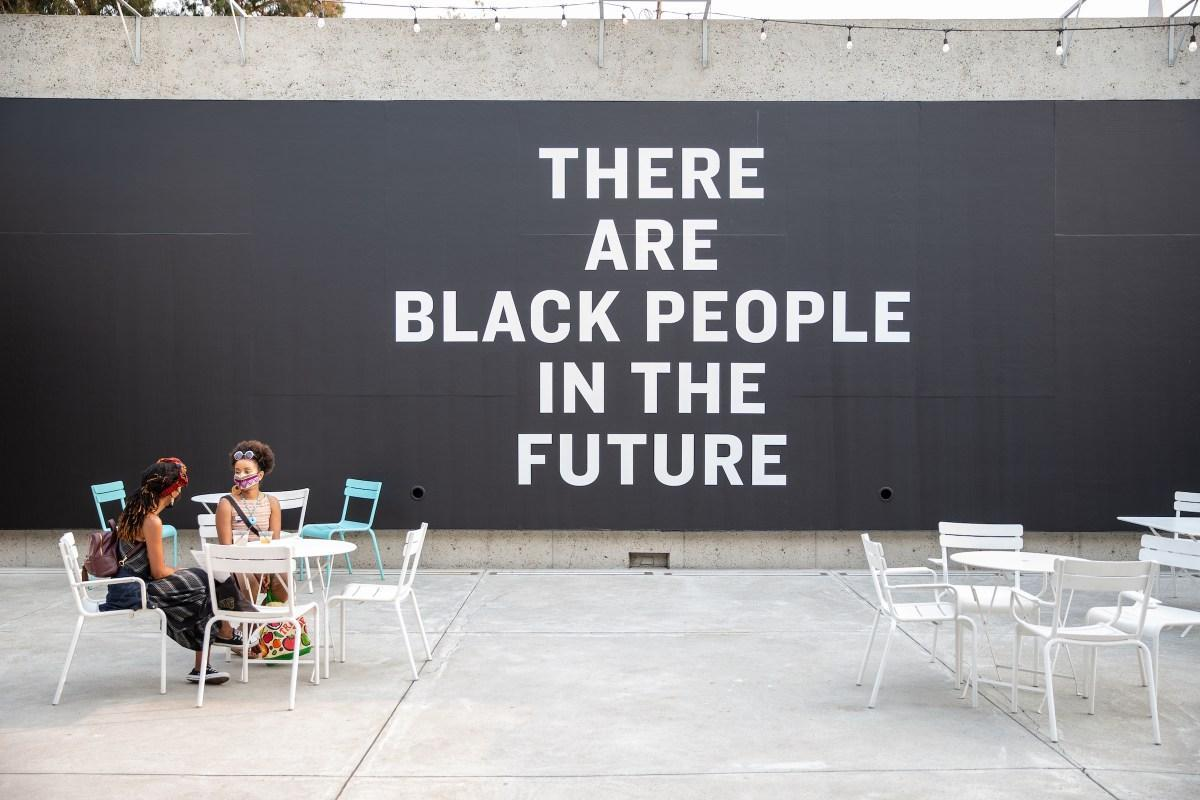 THERE
ARE
BLACK PEOPLE
IN THE
FUTURE